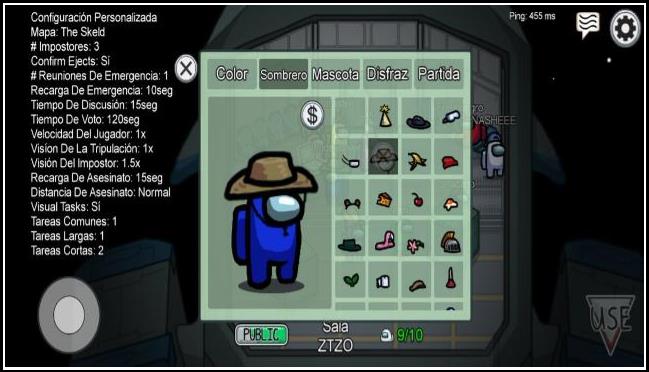 Configuración Personalizada
Mapa: The Skeld
# Impostores: 3
Confirm Ejects: Sí
# Reuniones De Emergencia: 1
Recarga De Emergencia: 10seg
Tiempo De Discusión: 15seg
Tiempo De Voto: 120seg
Velocidad Del Jugador: 1x
Visíon De La Tripulación: 1x
Visión Del Impostor: 1.5x
Recarga De Asesinato: 15seg
Distancia De Asesinato: Normal
Visual Tasks: Sí
Tareas Comunes: 1
Tareas Largas: 1
Tareas Cortas: 2
Ping: 455 ms
Color Sombrero Mascota Disfraz Partida
$
NASHEEE
PUBLIC
Sala
ZTZO
9/10
USE